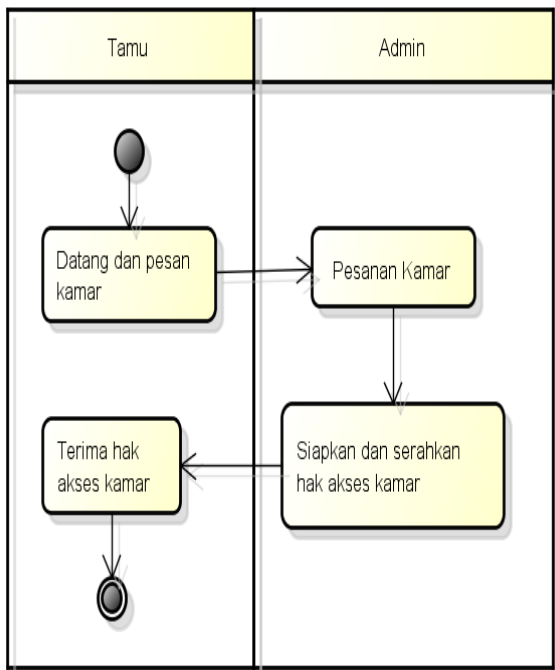 Tamu
Admin
Datang dan pesan
kamar
Pesanan Kamar
Siapkan dan serahkan
hak akses kamar
Terima hak
akses kamar